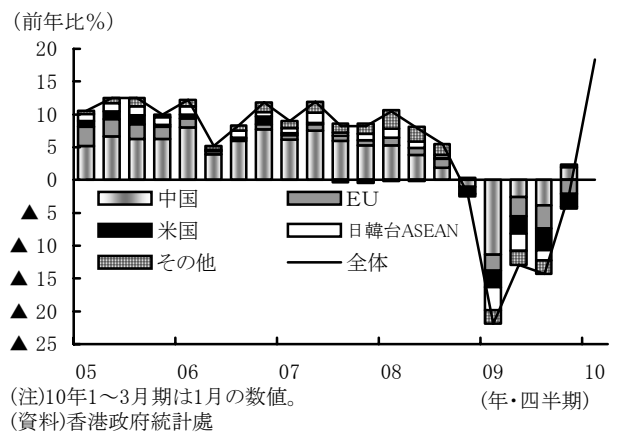 (前年比%)
20
15
10
5
0
▲ 5
▲ 10
▲ 15
▲ 20
▲ 25
中国
EU
米国
日韓台ASEAN
その他
全体
05 06 07 08 09 10
(注)10年1～3月期は1月の数値。
(年・四半期)
(資料)香港政府統計處